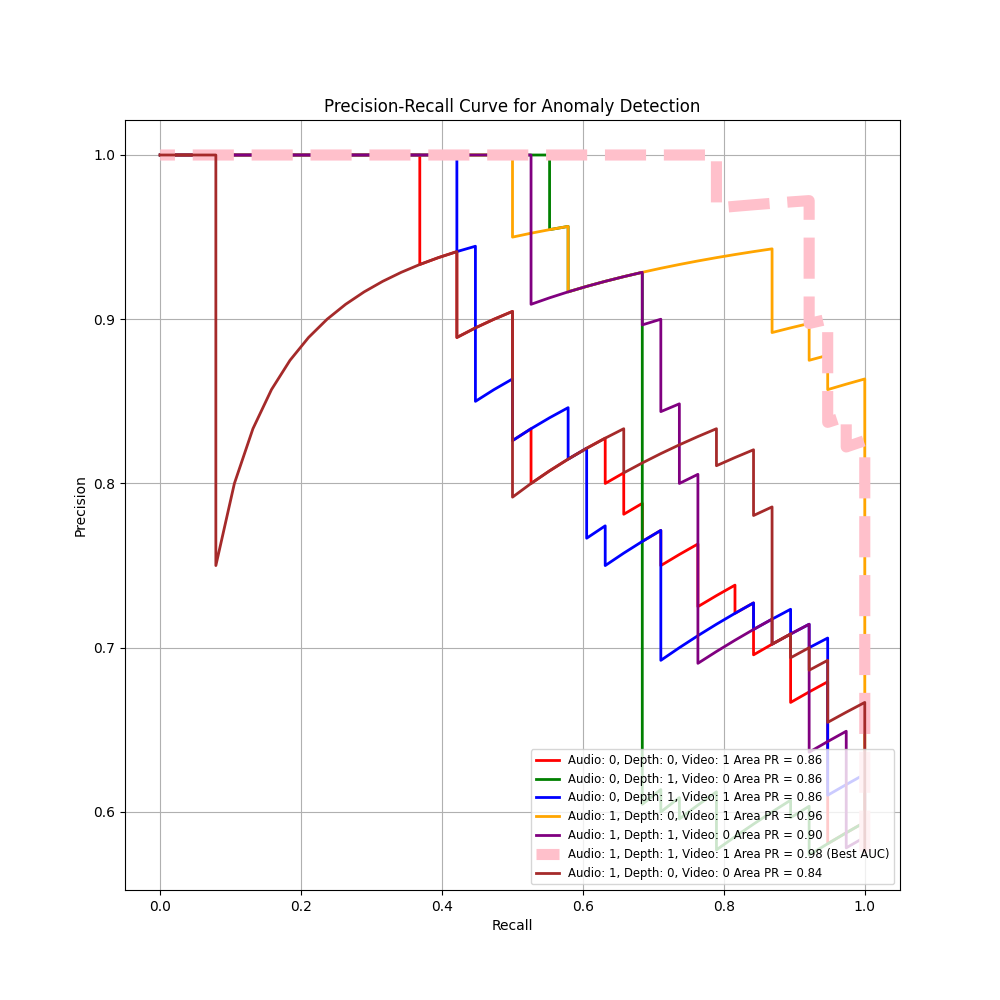 Precision-Recall Curve for Anomaly Detection
1.0
0.9
0.8
0.7
0.6
Precision
0.0 0.2 0.4 0.6 0.8 1.0
Recall
Audio: 0, Depth: 0, Video: 1 Area PR = 0.86
Audio: 0, Depth: 1, Video: 0 Area PR = 0.86
Audio: 0, Depth: 1, Video: 1 Area PR = 0.86
Audio: 1, Depth: 0, Video: 1 Area PR = 0.96
Audio: 1, Depth: 1, Video: 0 Area PR = 0.90
Audio: 1, Depth: 1, Video: 1 Area PR = 0.98 (Best AUC)
Audio: 1, Depth: 0, Video: 0 Area PR = 0.84